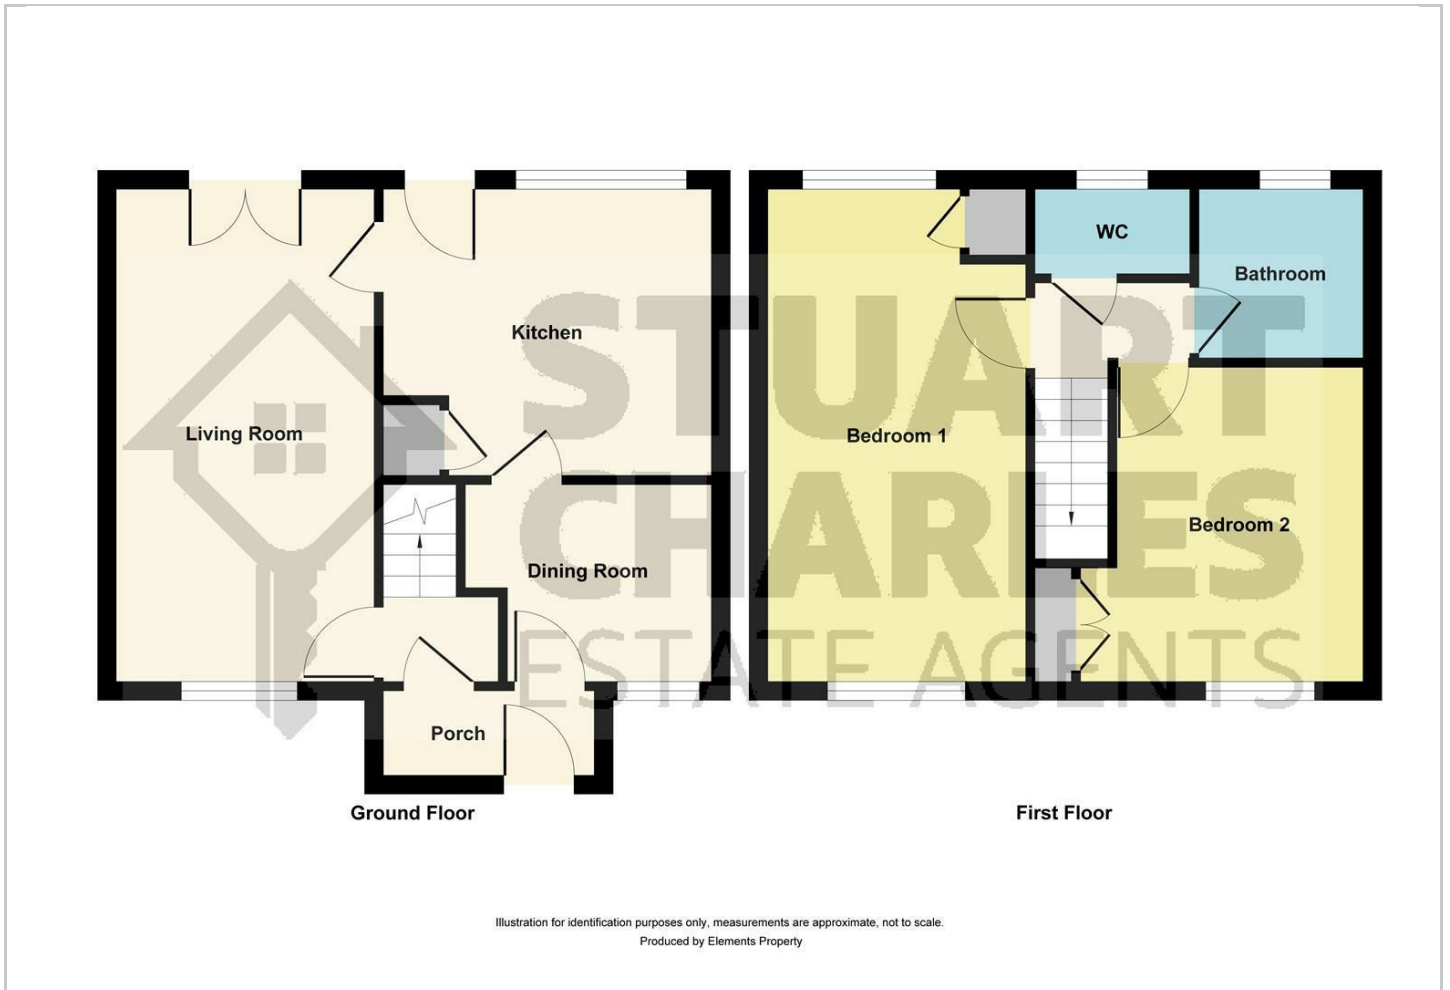 WC
Bathroom
Kitchen
Living Room
Bedroom 1
Bedroom 2
Dining Room
Porch
STUART
CHARLES
ESTATE AGENTS
Ground Floor
First Floor
Illustration for identification purposes only, measurements are approximate, not to scale.
Produced by Elements Property